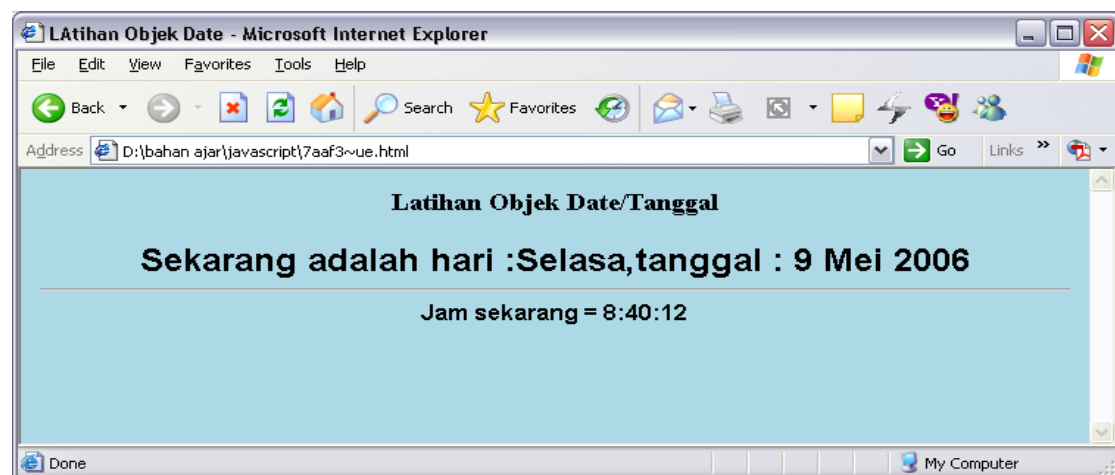 LAtihan Objek Date - Microsoft Internet Explorer
File Edit View Favorites Tools Help
Back Search Favorites
Address D:\bahan ajar\javascript\7aaf3~ue.html Go Links »
Latihan Objek Date/Tanggal
Sekarang adalah hari :Selasa,tanggal : 9 Mei 2006
Jam sekarang = 8:40:12
Done My Computer